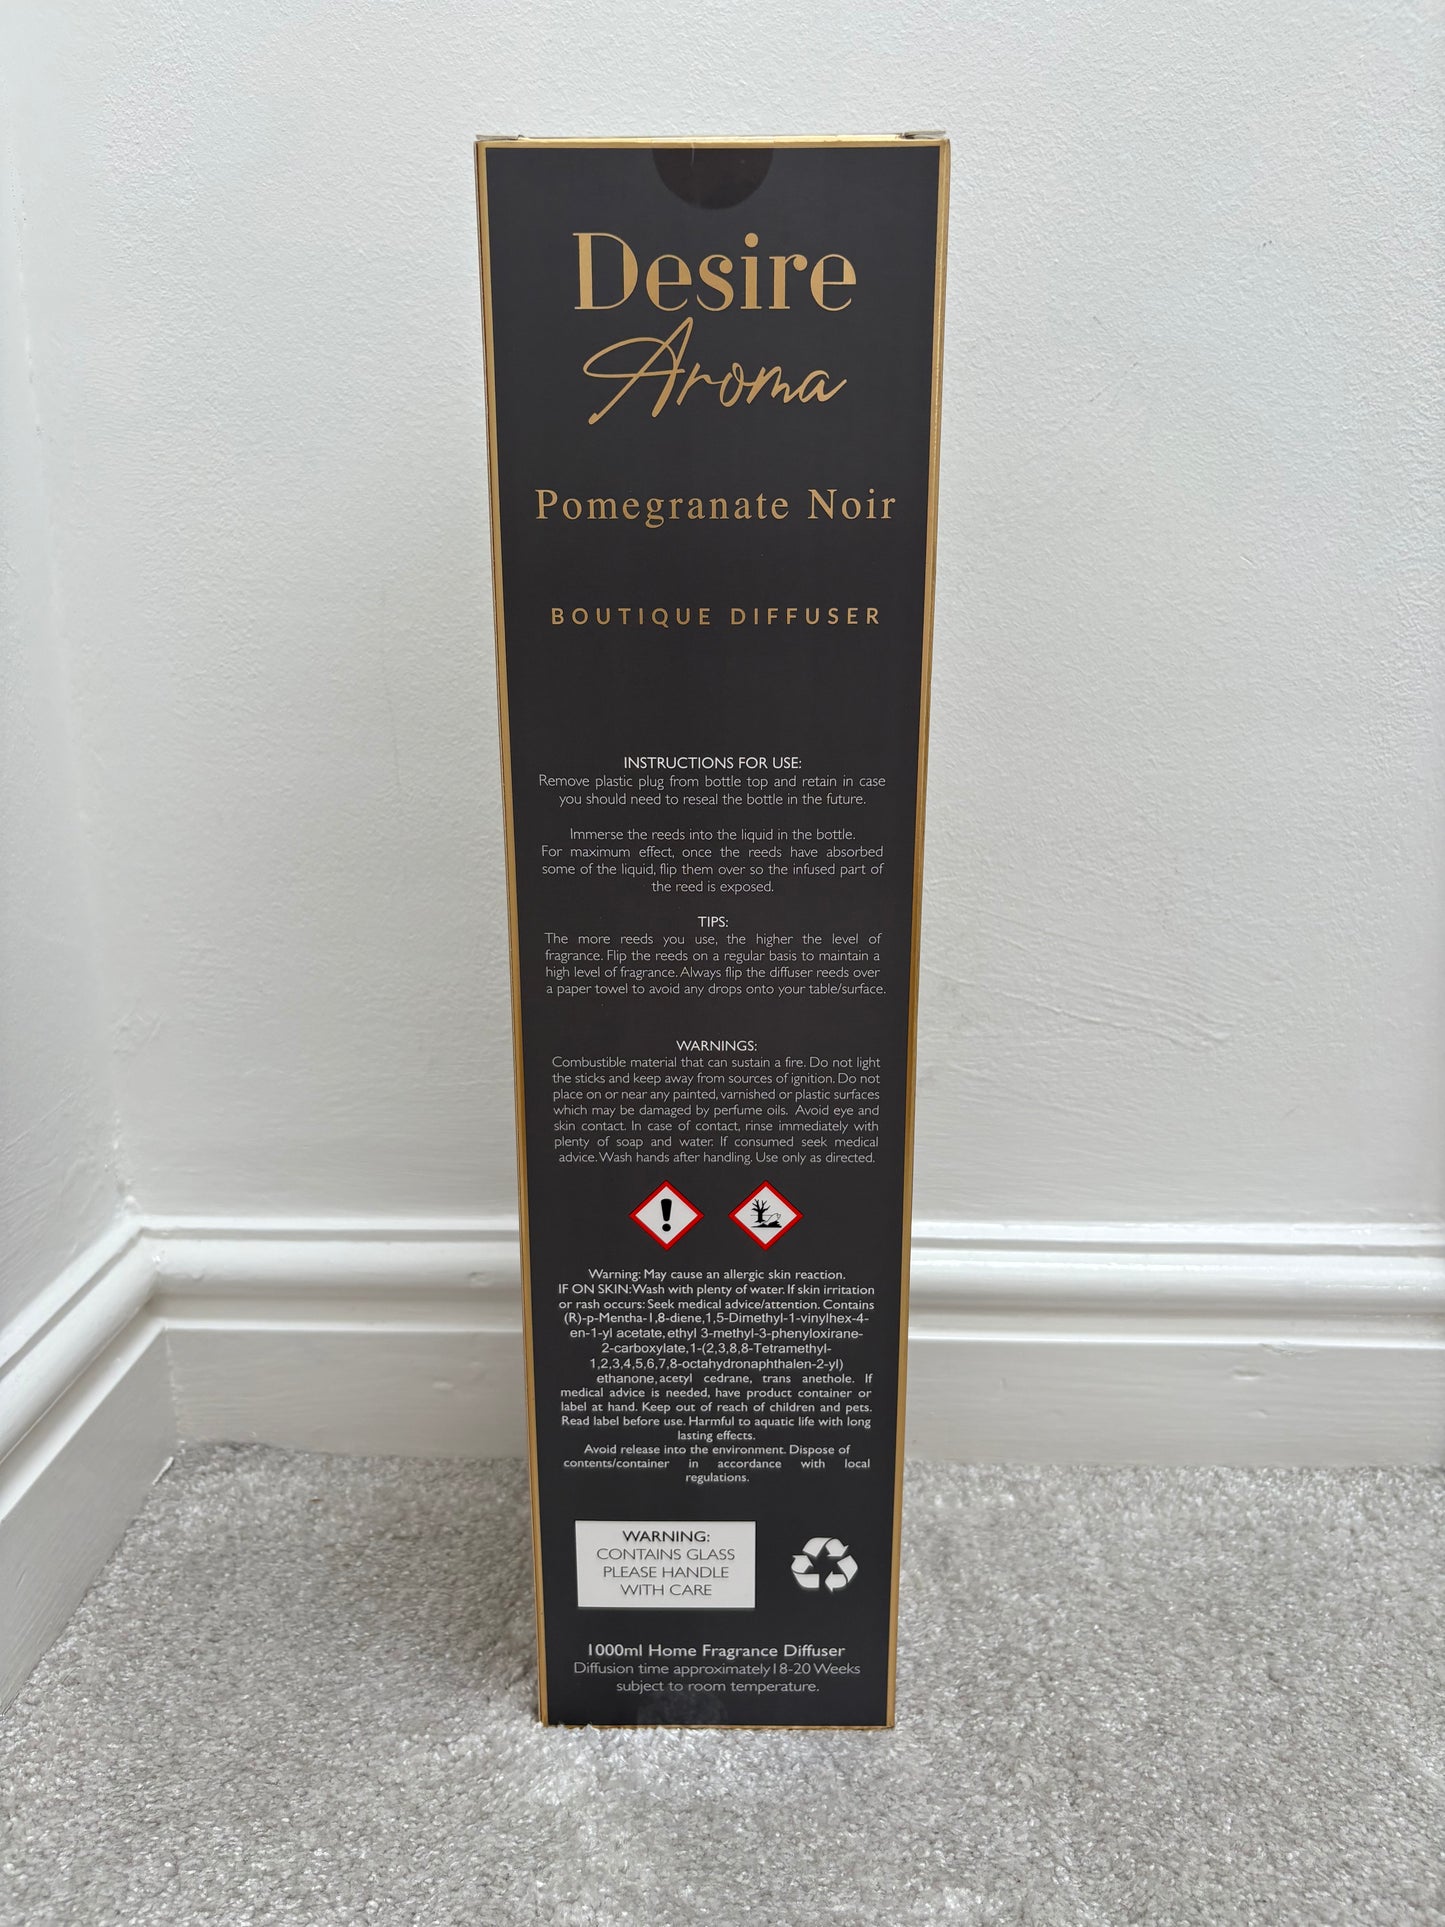 Desire
Aroma
Pomegranate Noir
BOUTIQUE DIFFUSER
INSTRUCTIONS FOR USE:
Remove plastic plug from bottle top and retain in case
you should need to reseal the bottle in the future.
Immerse the reeds into the liquid in the bottle.
For maximum effect, once the reeds have absorbed
some of the liquid, flip them over so the infused part of
the reed is exposed.
TIPS:
The more reeds you use, the higher the level of
fragrance. Flip the reeds on a regular basis to maintain a
high level of fragrance. Always flip the diffuser reeds over
a paper towel to avoid any drops onto your table/surface.
WARNINGS:
Combustible material that can sustain a fire. Do not light
the sticks and keep away from sources of ignition. Do not
place on or near any painted, varnished or plastic surfaces
which may be damaged by perfume oils. Avoid eye and
skin contact. In case of contact, rinse immediately with
plenty of soap and water. If consumed seek medical
advice. Wash hands after handling. Use only as directed.
Warning: May cause an allergic skin reaction.
IF ON SKIN: Wash with plenty of water. If skin irritation
or rash occurs: Seek medical advice/attention. Contains
(R)-p-Mentha-1,8-diene,1,5-Dimethyl-1-vinylhex-4-
en-1-yl acetate, ethyl 3-methyl-3-phenyloxirane-
2-carboxylate,1-(2,3,8,8-Tetramethyl-
1,2,3,4,5,6,7,8-octahydronaphthalen-2-yl)
ethanone, acetyl cedrane, trans anethole. If
medical advice is needed, have product container or
label at hand. Keep out of reach of children and pets.
Read label before use. Harmful to aquatic life with long
lasting effects.
Avoid release into the environment. Dispose of
contents/container in accordance with local
regulations.
WARNING:
CONTAINS GLASS
PLEASE HANDLE
WITH CARE
1000ml Home Fragrance Diffuser
Diffusion time approximately 18-20 Weeks
subject to room temperature.